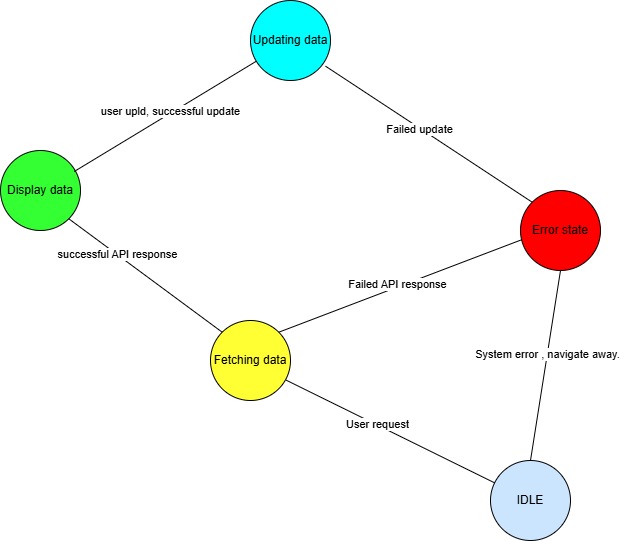 Updating data
user upld, successful update
Failed update
Display data
Error state
successful API response
Failed API response
Fetching data
System error , navigate away.
User request
IDLE